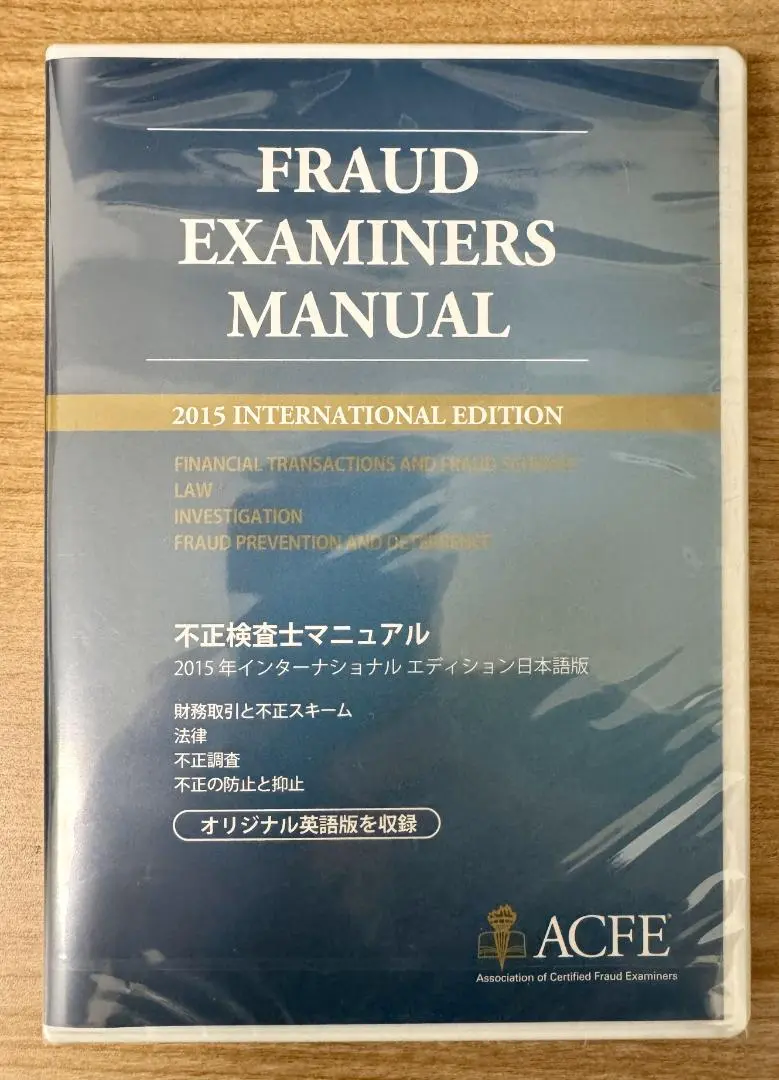 FRAUD
EXAMINERS
MANUAL
2015 INTERNATIONAL EDITION
FINANCIAL TRANSACTIONS AND FRAUD SCHEMES
LAW
INVESTIGATION
FRAUD PREVENTION AND DETERRENCE
不正検査士マニュアル
2015年インターナショナル エディション日本語版
財務取引と不正スキーム
法律
不正調査
不正の防止と抑止
オリジナル英語版を収録
ACFE®
Association of Certified Fraud Examiners